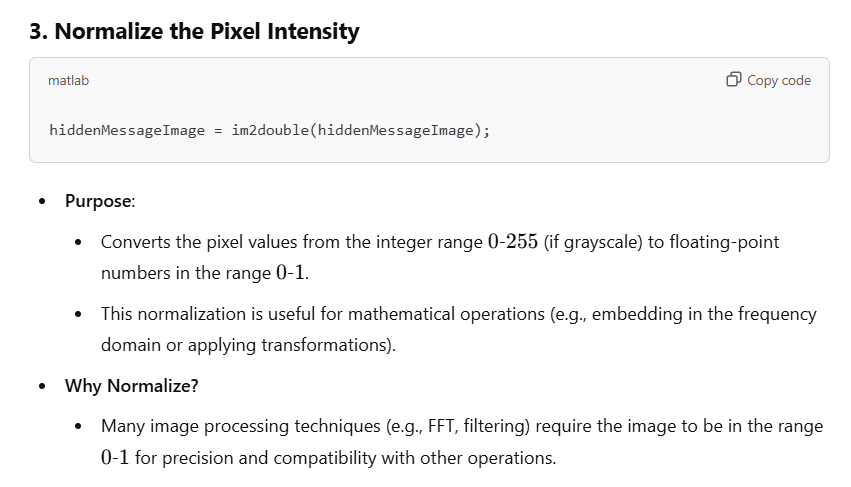 3. Normalize the Pixel Intensity
matlab
Copy code
hiddenMessageImage = im2double(hiddenMessageImage);
• Purpose:
• Converts the pixel values from the integer range 0-255 (if grayscale) to floating-point
numbers in the range 0-1.
• This normalization is useful for mathematical operations (e.g., embedding in the frequency
domain or applying transformations).
• Why Normalize?
• Many image processing techniques (e.g., FFT, filtering) require the image to be in the range
0-1 for precision and compatibility with other operations.